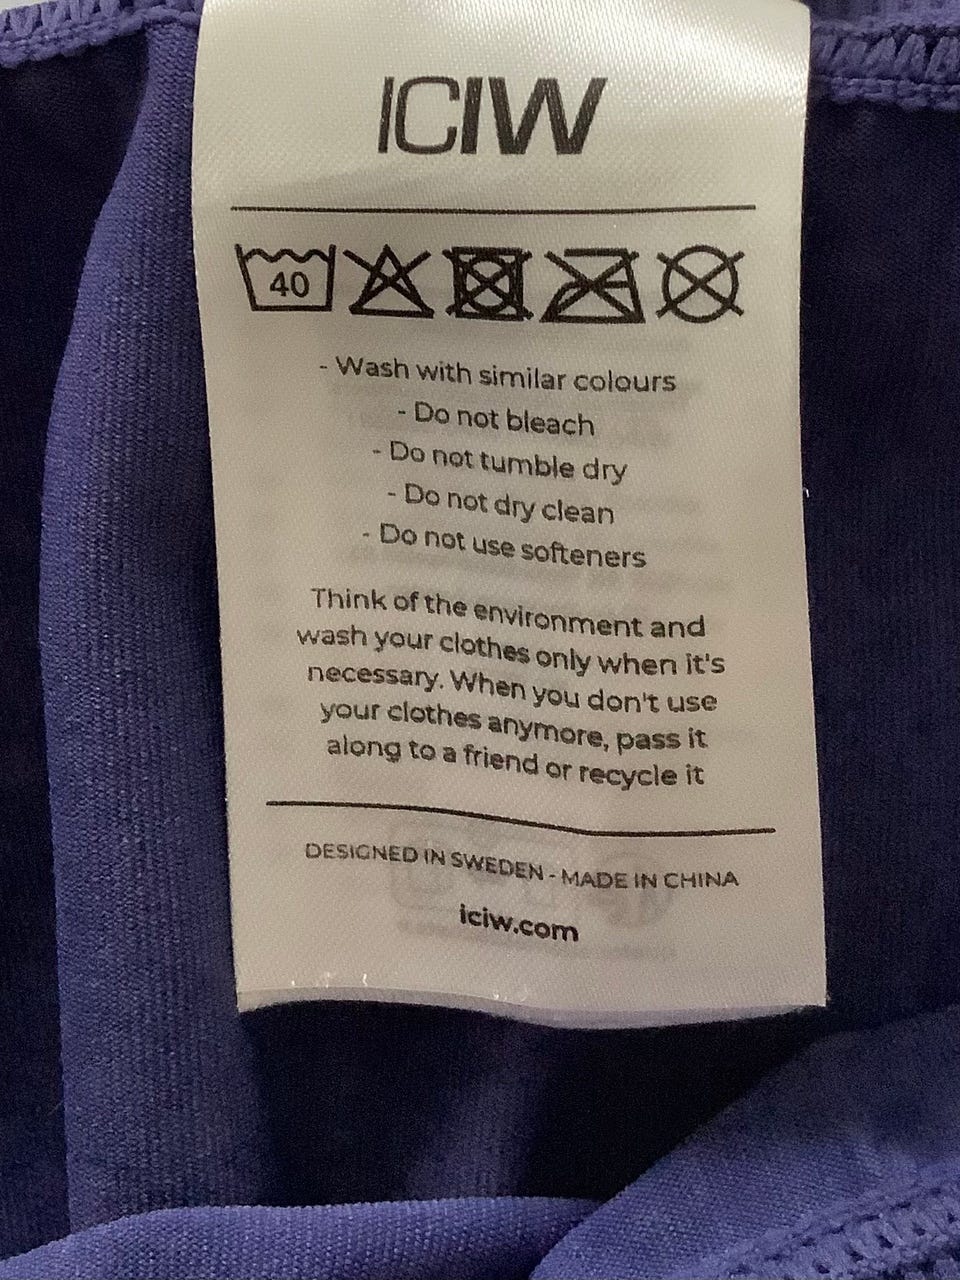 ICIW
40
- Wash with similar colours
- Do not bleach
- Do not tumble dry
- Do not dry clean
- Do not use softeners
Think of the environment and
wash your clothes only when it's
necessary. When you don't use
your clothes anymore, pass it
along to a friend or recycle it
DESIGNED IN SWEDEN - MADE IN CHINA
iciw.com